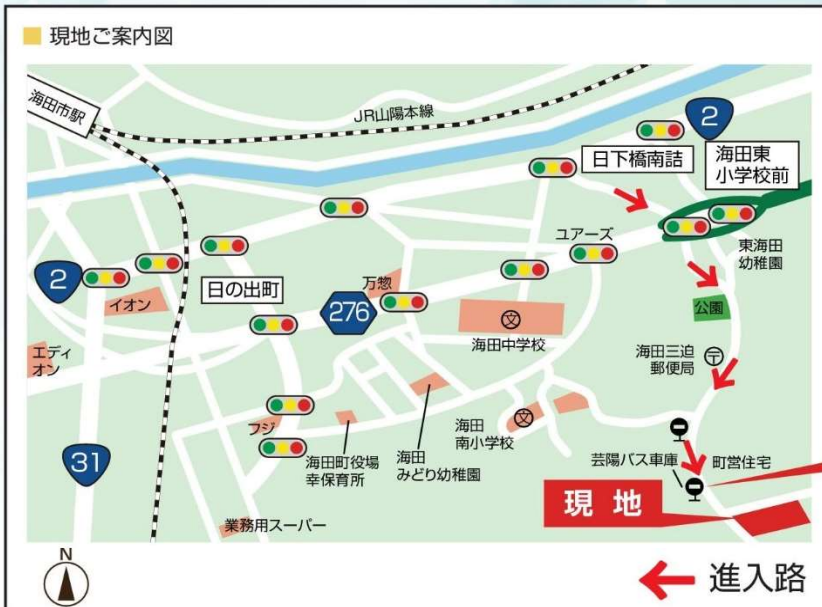 現地ご案内図
海田市駅
JR山陽本線
2
日下橋南詰
海田東
小学校前
ユアーズ
東海田
幼稚園
2
イオン
日の出町
万惣
276
公園
海田中学校
エディ
オン
海田三迫
郵便局
フジ
31
海田町役場
幸保育所
海田
みどり幼稚園
海田
南小学校
芸陽バス車庫
町営住宅
業務用スーパー
現地
N
進入路
文
文
〒